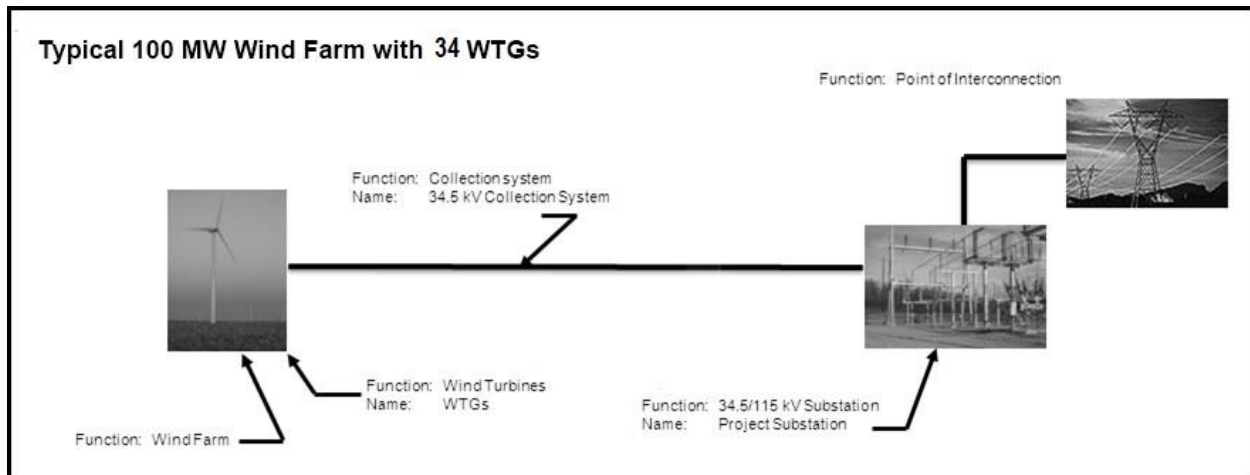 Typical 100 MW Wind Farm with 34 WTGs
Function: Point of Interconnection
Function: Collection system
Name: 34.5 kV Collection System
Function: Wind Turbines
Name: WTGs
Function: 34.5/115 kV Substation
Name: Project Substation
Function: Wind Farm